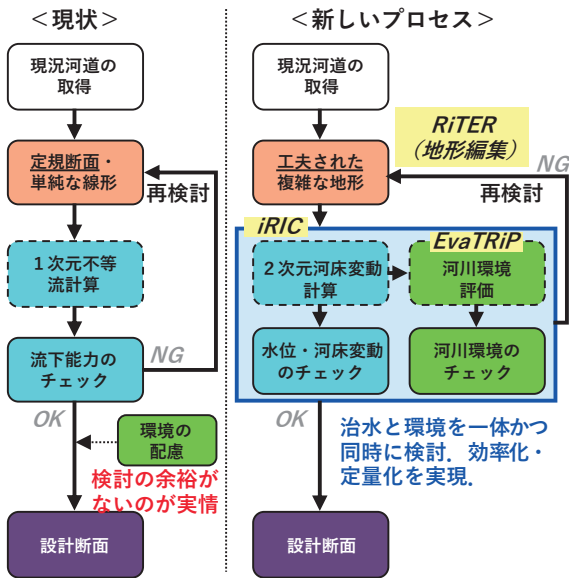 ＜現状＞
現況河道の
取得
定規断面・
単純な線形
再検討
１次元不等
流計算
流下能力の
チェック
NG
OK
環境の
配慮
検討の余裕が
ないのが実情
設計断面
＜新しいプロセス＞
現況河道の
取得
RiTER
（地形編集）
NG
工夫された
複雑な地形
再検討
iRIC
EvaTRiP
２次元河床変動
計算
河川環境
評価
水位・河床変動
のチェック
河川環境の
チェック
OK
治水と環境を一体かつ
同時に検討．効率化・
定量化を実現．
設計断面